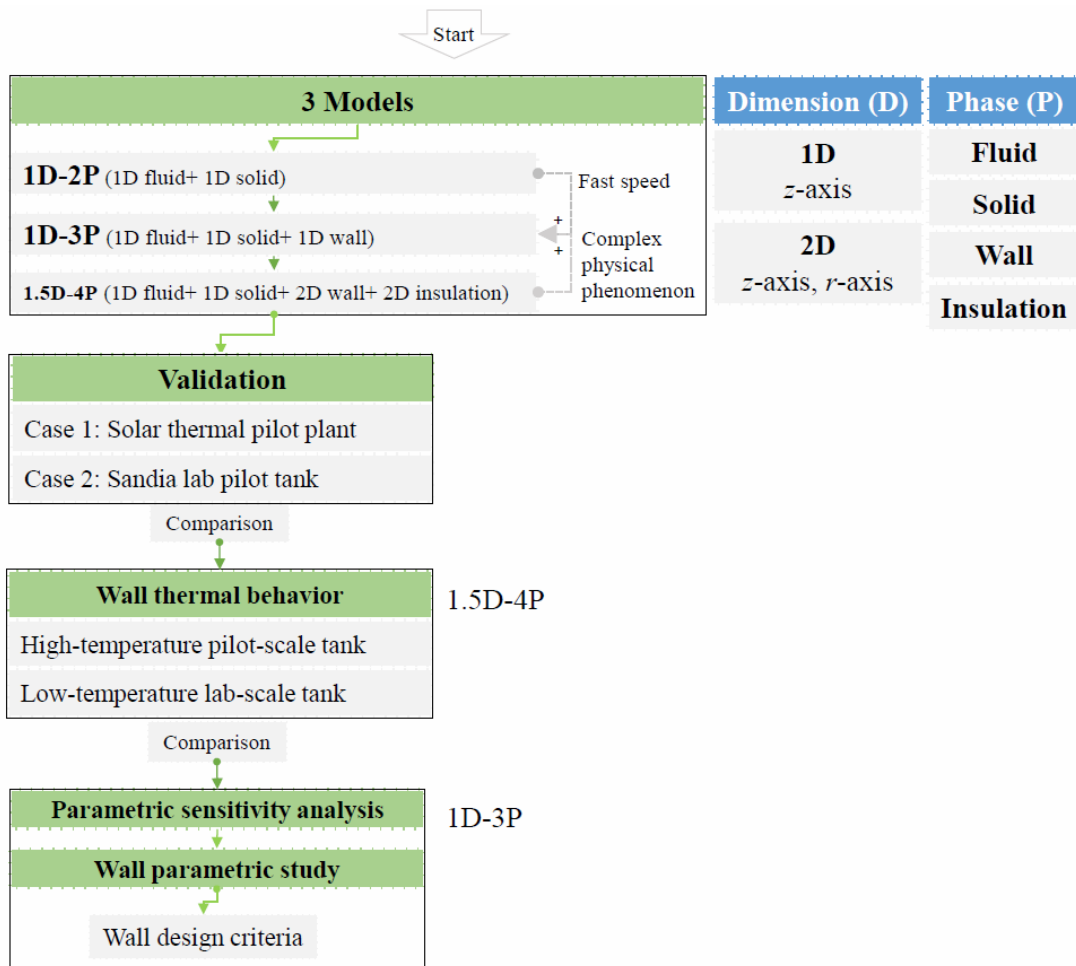 Start
3 Models
1D-2P (1D fluid+ 1D solid)
1D-3P (1D fluid+ 1D solid+ 1D wall)
1.5D-4P (1D fluid+ 1D solid+ 2D wall+ 2D insulation)
Fast speed
+
+
Complex
physical
phenomenon
Dimension (D)
1D
z-axis
2D
z-axis, r-axis
Phase (P)
Fluid
Solid
Wall
Insulation
Validation
Case 1: Solar thermal pilot plant
Case 2: Sandia lab pilot tank
Comparison
Wall thermal behavior
1.5D-4P
High-temperature pilot-scale tank
Low-temperature lab-scale tank
Comparison
Parametric sensitivity analysis
1D-3P
Wall parametric study
Wall design criteria